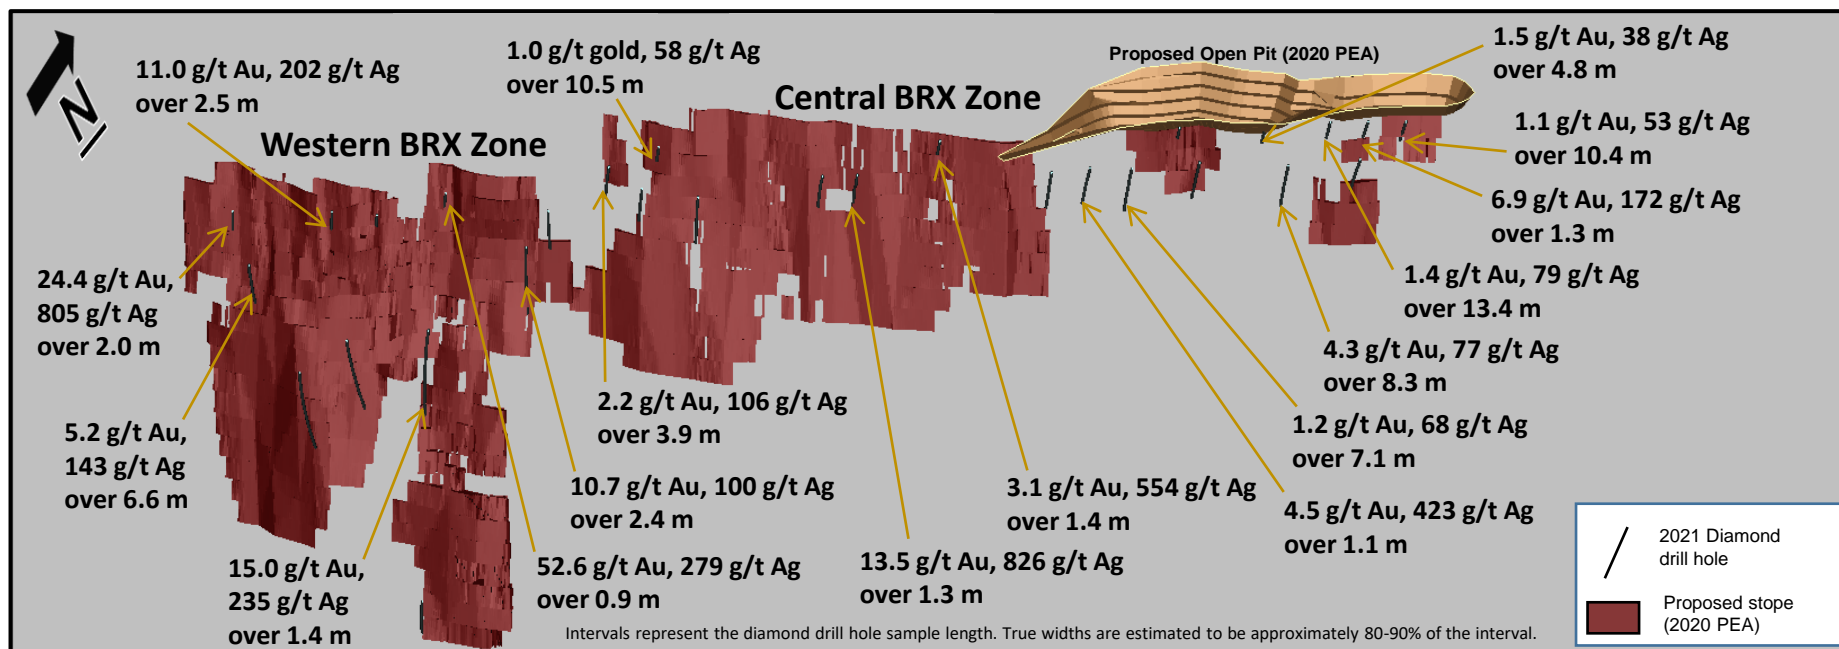 N
11.0 g/t Au, 202 g/t Ag
over 2.5 m
Western BRX Zone
1.0 g/t gold, 58 g/t Ag
over 10.5 m
Central BRX Zone
Proposed Open Pit (2020 PEA)
1.5 g/t Au, 38 g/t Ag
over 4.8 m
1.1 g/t Au, 53 g/t Ag
over 10.4 m
6.9 g/t Au, 172 g/t Ag
over 1.3 m
1.4 g/t Au, 79 g/t Ag
over 13.4 m
4.3 g/t Au, 77 g/t Ag
over 8.3 m
1.2 g/t Au, 68 g/t Ag
over 7.1 m
4.5 g/t Au, 423 g/t Ag
over 1.1 m
24.4 g/t Au,
805 g/t Ag
over 2.0 m
5.2 g/t Au,
143 g/t Ag
over 6.6 m
15.0 g/t Au,
235 g/t Ag
over 1.4 m
2.2 g/t Au, 106 g/t Ag
over 3.9 m
10.7 g/t Au, 100 g/t Ag
over 2.4 m
52.6 g/t Au, 279 g/t Ag
over 0.9 m
3.1 g/t Au, 554 g/t Ag
over 1.4 m
13.5 g/t Au, 826 g/t Ag
over 1.3 m
2021 Diamond
drill hole
Proposed stope
(2020 PEA)
Intervals represent the diamond drill hole sample length. True widths are estimated to be approximately 80-90% of the interval.